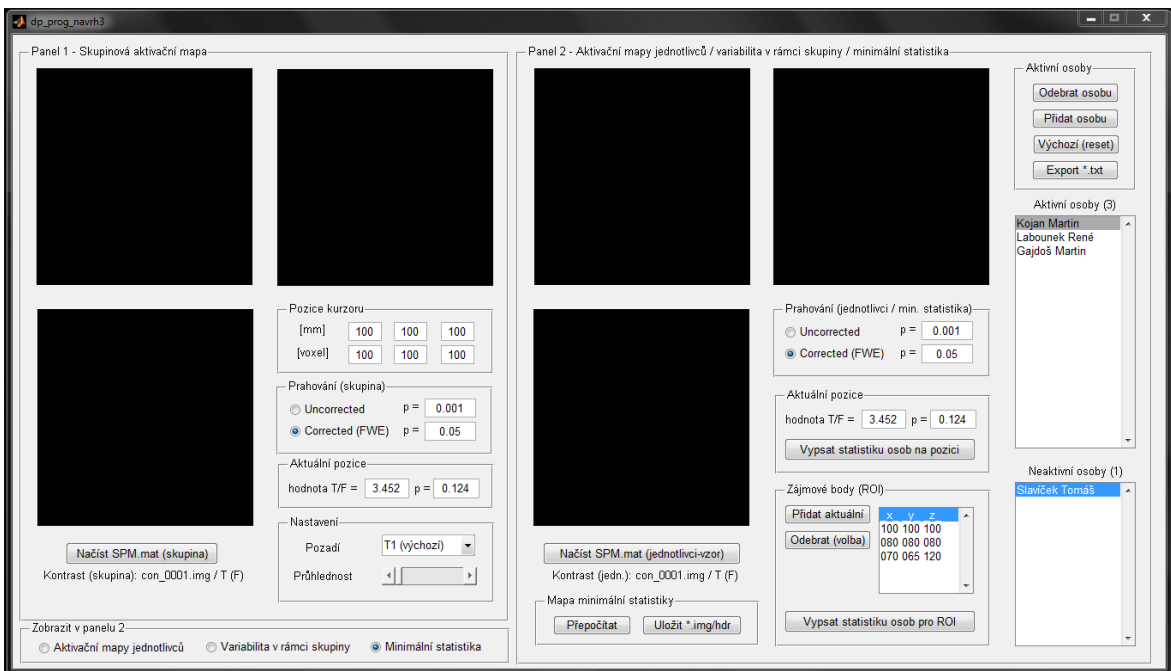 dp_prog_navrh3
Panel 1 - Skupinová aktivační mapa
Pozice kurzoru
[mm] 100 100 100
[voxel] 100 100 100
Prahování (skupina)
Uncorrected p = 0.001
Corrected (FWE) p = 0.05
Aktuální pozice
hodnota T/F = 3.452 p = 0.124
Nastavení
Pozadí T1 (výchozí)
Průhlednost
Načíst SPM.mat (skupina)
Kontrast (skupina): con_0001.img / T (F)
Zobrazit v panelu 2
Aktivační mapy jednotlivců Variabilita v rámci skupiny Minimální statistika
Panel 2 - Aktivační mapy jednotlivců / variabilita v rámci skupiny / minimální statistika
Prahování (jednotlivci / min. statistika)
Uncorrected p = 0.001
Corrected (FWE) p = 0.05
Aktuální pozice
hodnota T/F = 3.452 p = 0.124
Vypsat statistiku osob na pozici
Zájmové body (ROI)
Přidat aktuální
Odebrat (volba)
x y z
100 100 100
080 080 080
070 065 120
Vypsat statistiku osob pro ROI
Načíst SPM.mat (jednotlivci-vzor)
Kontrast (jedn.): con_0001.img / T (F)
Mapa minimální statistiky
Přepočítat Uložit *.img/hdr
Aktivní osoby
Odebrat osobu
Přidat osobu
Výchozí (reset)
Export *.txt
Aktivní osoby (3)
Kojan Martin
Labounek René
Gajdoš Martin
Neaktivní osoby (1)
Slavíček Tomáš